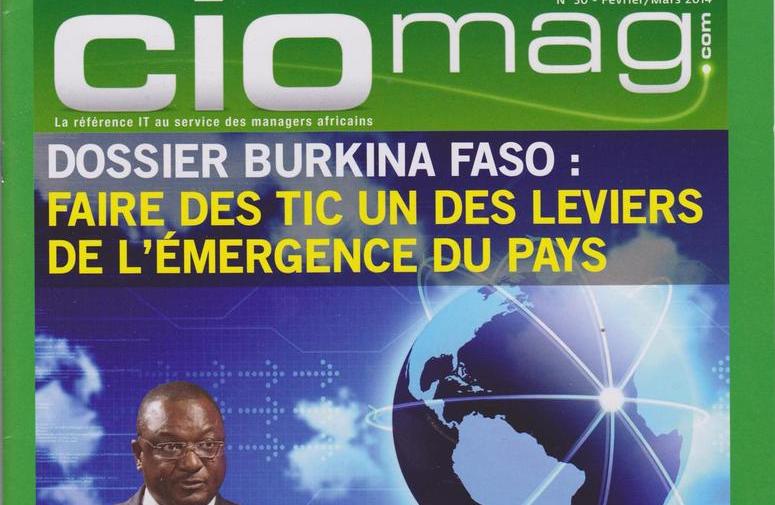 N° 50 - Février/Mars 2014
ciomag.com
La référence IT au service des managers africains
DOSSIER BURKINA FASO :
FAIRE DES TIC UN DES LEVIERS
DE L'ÉMERGENCE DU PAYS